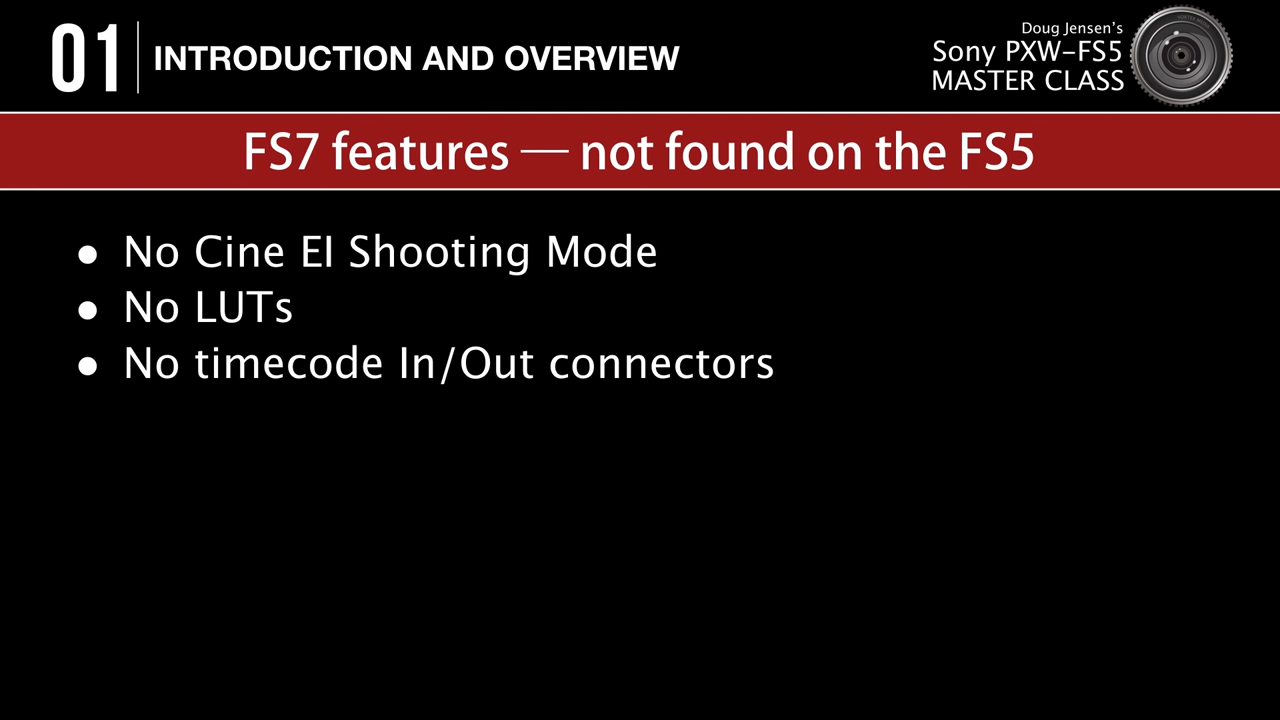 01
INTRODUCTION AND OVERVIEW
Doug Jensen's
Sony PXW-FS5
MASTER CLASS
FS7 features — not found on the FS5
● No Cine EI Shooting Mode
● No LUTs
● No timecode In/Out connectors